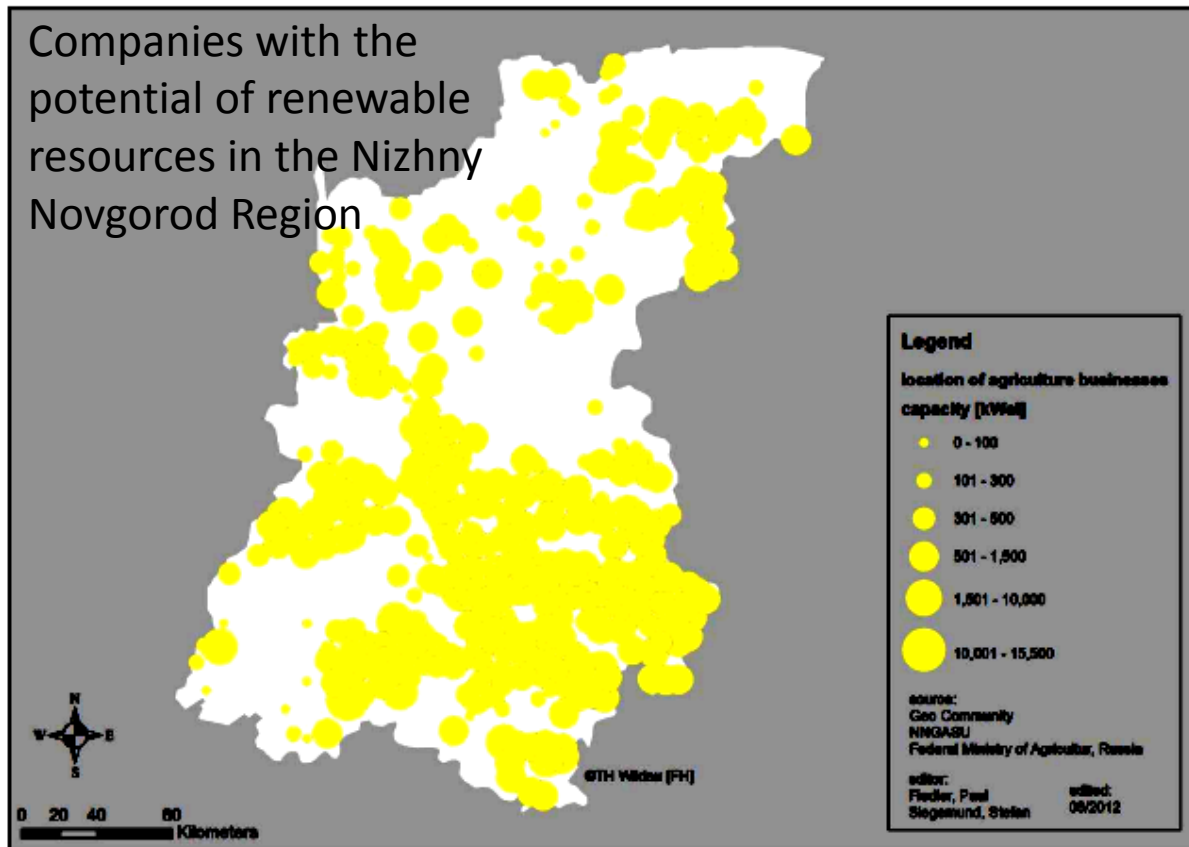 Companies with the
potential of renewable
resources in the Nizhny
Novgorod Region
Legend
location of agriculture businesses
capacity [kWel]
0 - 100
101 - 300
301 - 500
501 - 1,500
1,501 - 10,000
10,001 - 15,500
source:
Geo Community
NNGASU
Federal Ministry of Agricultur, Russia
editor:
Fiedler, Paul
Siegemund, Stefan
edited:
08/2012
N
W E
S
©TH Wildau [FH]
0 20 40 80
Kilometers